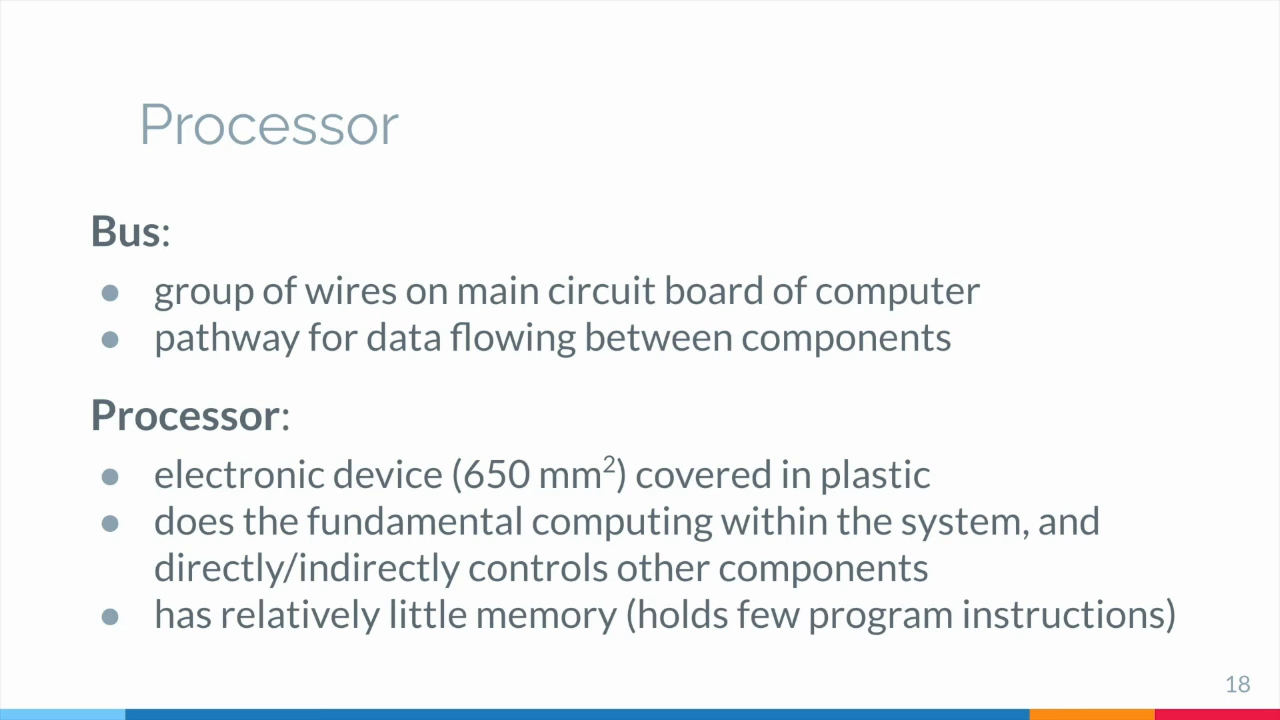 Processor
Bus:
● group of wires on main circuit board of computer
● pathway for data flowing between components
Processor:
● electronic device (650 mm²) covered in plastic
● does the fundamental computing within the system, and
directly/indirectly controls other components
● has relatively little memory (holds few program instructions)
18